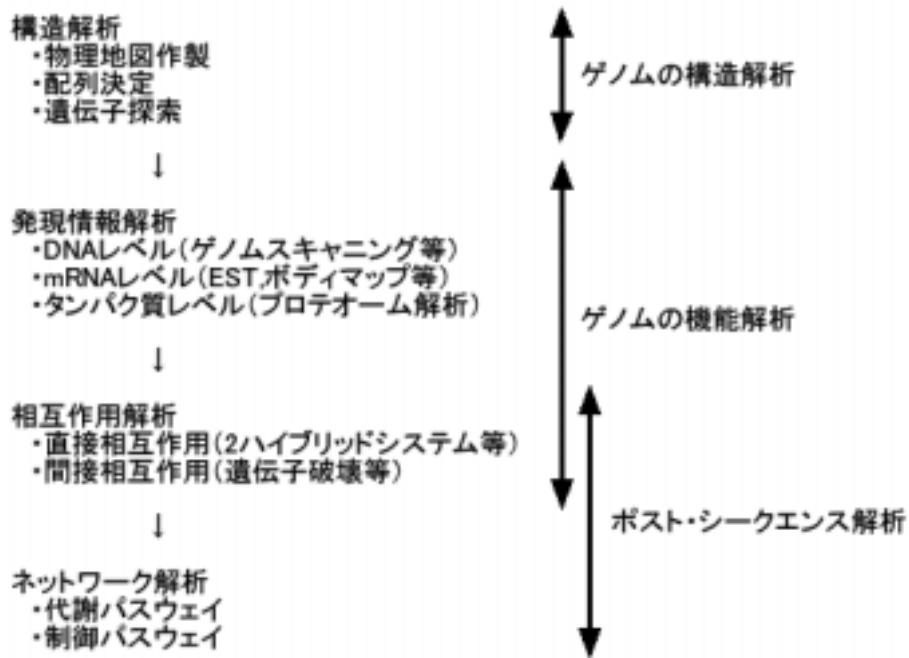 構造解析
・物理地図作製
・配列決定
・遺伝子探索
ゲノムの構造解析
↓
発現情報解析
・DNAレベル(ゲノムスキャニング等)
・mRNAレベル(EST,ボディマップ等)
・タンパク質レベル(プロテオーム解析)
ゲノムの機能解析
↓
相互作用解析
・直接相互作用(2ハイブリッドシステム等)
・間接相互作用(遺伝子破壊等)
↓
ポスト・シークエンス解析
ネットワーク解析
・代謝パスウェイ
・制御パスウェイ